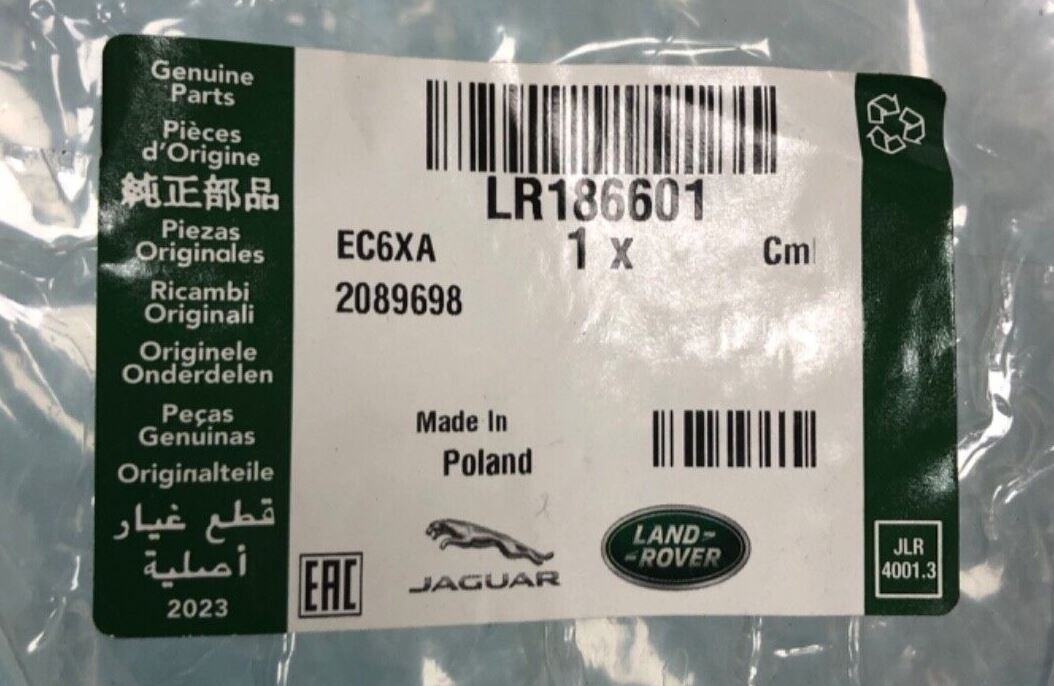 Genuine
Parts
Pièces
d'Origine
純正部品
Piezas
Originales
Ricambi
Originali
Originele
Onderdelen
Peças
Genuinas
Originalteile
قطع غيار
أصلية
2023
LR186601
EC6XA 1 x Cm
2089698
Made In
Poland
EAC
JAGUAR
LAND-
-ROVER
JLR
4001.3